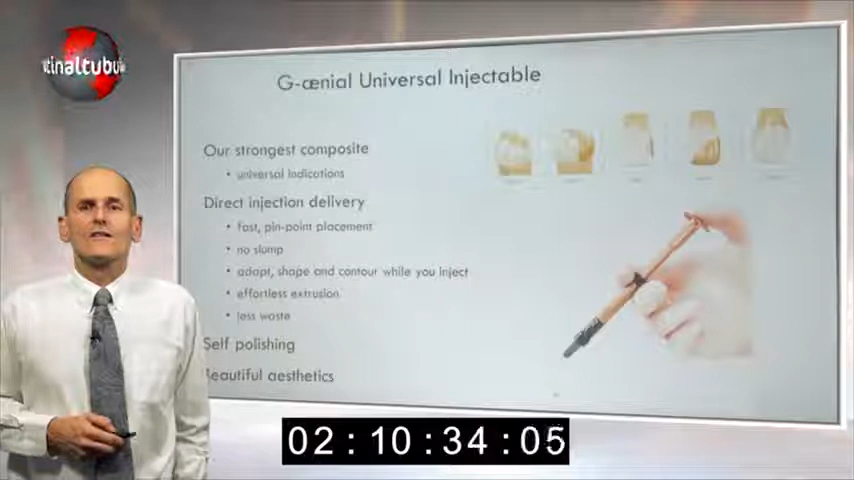 G-ænial Universal Injectable
Our strongest composite
• universal indications
Direct injection delivery
• fast, pin-point placement
• no slump
• adapt, shape and contour while you inject
• effortless extrusion
• less waste
Self polishing
Beautiful aesthetics
02:10:34:05